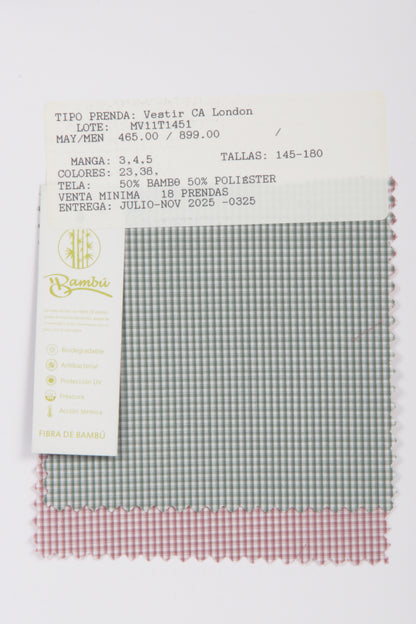 TIPO PRENDA: Vestir CA London
LOTE: MV11T1451
MAY/MEN 465.00 / 899.00 /
MANGA: 3,4,5 TALLAS: 145-180
COLORES: 23,38,
TELA: 50% BAMBO 50% POLIESTER
VENTA MINIMA 18 PRENDAS
ENTREGA: JULIO-NOV 2025 -0325
Bambú
Biodegradable
Antibacterial
Protección UV
Frescura
Acción térmica
FIBRA DE BAMBÚ